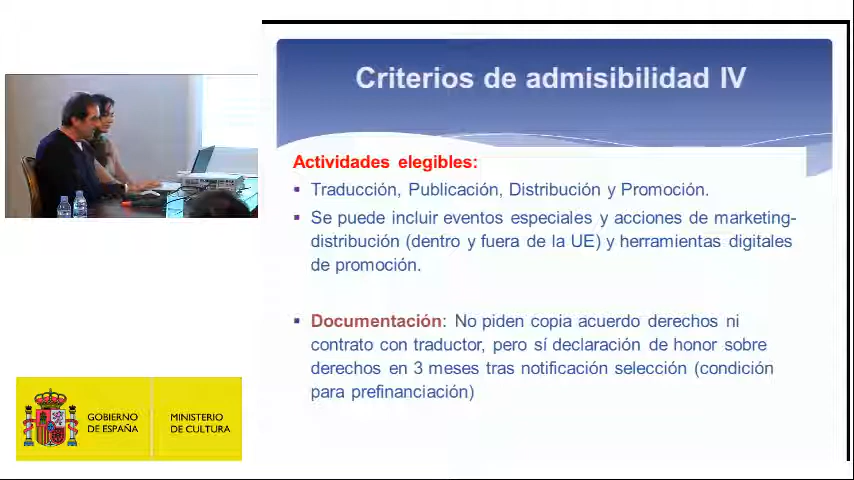 Criterios de admisibilidad IV
Actividades elegibles:
▪ Traducción, Publicación, Distribución y Promoción.
▪ Se puede incluir eventos especiales y acciones de marketing-
distribución (dentro y fuera de la UE) y herramientas digitales
de promoción.
▪ Documentación: No piden copia acuerdo derechos ni
contrato con traductor, pero sí declaración de honor sobre
derechos en 3 meses tras notificación selección (condición
para prefinanciación)
GOBIERNO
DE ESPAÑA
MINISTERIO
DE CULTURA